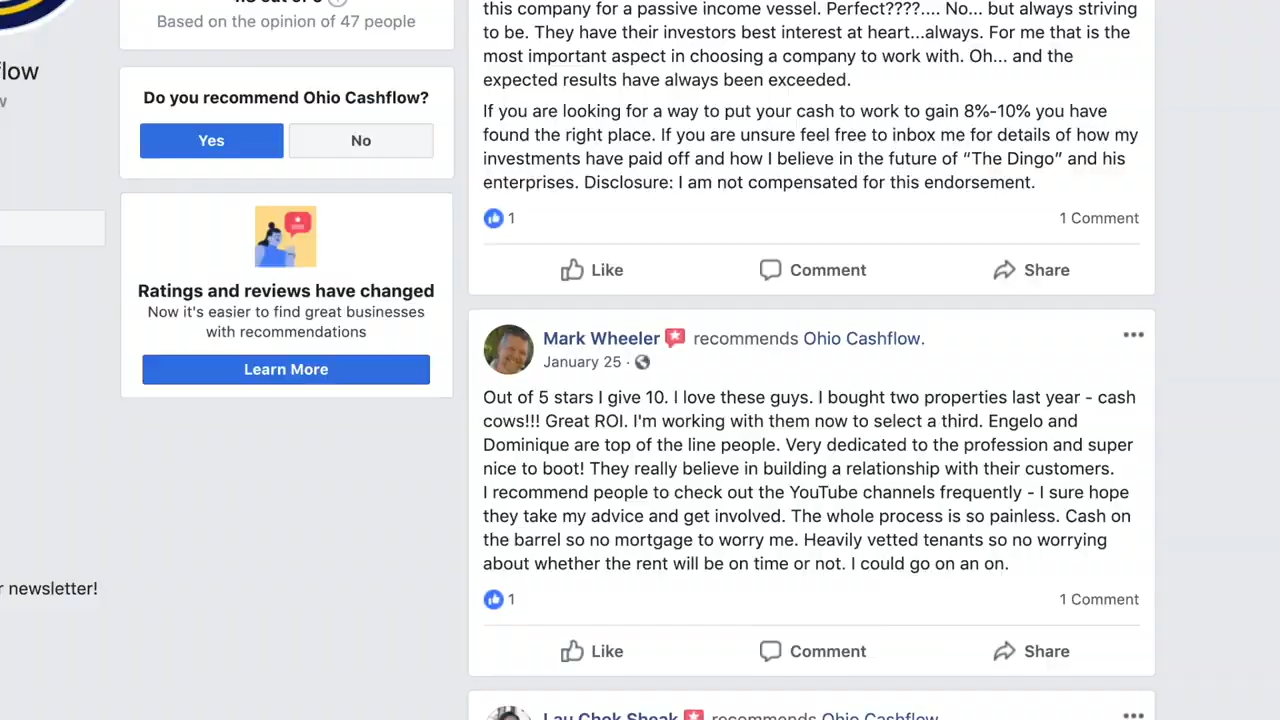 Based on the opinion of 47 people
flow
Do you recommend Ohio Cashflow?
Yes
No
Ratings and reviews have changed
Now it's easier to find great businesses
with recommendations
Learn More
r newsletter!
this company for a passive income vessel. Perfect????.... No... but always striving
to be. They have their investors best interest at heart...always. For me that is the
most important aspect in choosing a company to work with. Oh... and the
expected results have always been exceeded.
If you are looking for a way to put your cash to work to gain 8%-10% you have
found the right place. If you are unsure feel free to inbox me for details of how my
investments have paid off and how I believe in the future of “The Dingo” and his
enterprises. Disclosure: I am not compensated for this endorsement.
1
1 Comment
Like
Comment
Share
Mark Wheeler recommends Ohio Cashflow.
January 25 ·
Out of 5 stars I give 10. I love these guys. I bought two properties last year - cash
cows!!! Great ROI. I'm working with them now to select a third. Engelo and
Dominique are top of the line people. Very dedicated to the profession and super
nice to boot! They really believe in building a relationship with their customers.
I recommend people to check out the YouTube channels frequently - I sure hope
they take my advice and get involved. The whole process is so painless. Cash on
the barrel so no mortgage to worry me. Heavily vetted tenants so no worrying
about whether the rent will be on time or not. I could go on an on.
1
1 Comment
Like
Comment
Share
Lau Chok Sheak recommends Ohio Cashflow.